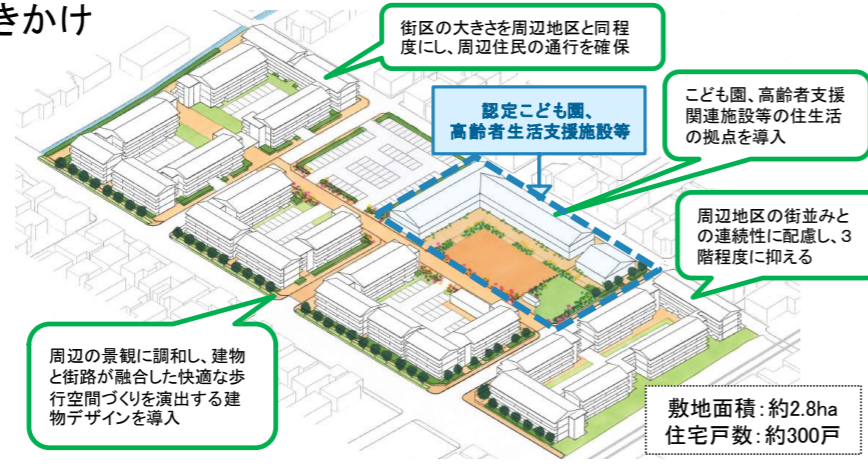 きかけ
街区の大きさを周辺地区と同程
度にし、周辺住民の通行を確保
認定こども園、
高齢者生活支援施設等
こども園、高齢者支援
関連施設等の住生活
の拠点を導入
周辺地区の街並みと
の連続性に配慮し、3
階程度に抑える
周辺の景観に調和し、建物
と街路が融合した快適な歩
行空間づくりを演出する建
物デザインを導入
敷地面積：約2.8ha
住宅戸数：約300戸